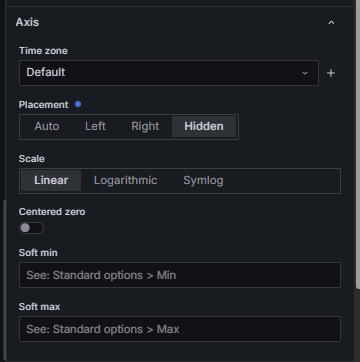 Axis
Time zone
Default
Placement
Auto Left Right Hidden
Scale
Linear Logarithmic Symlog
Centered zero
Soft min
See: Standard options > Min
Soft max
See: Standard options > Max